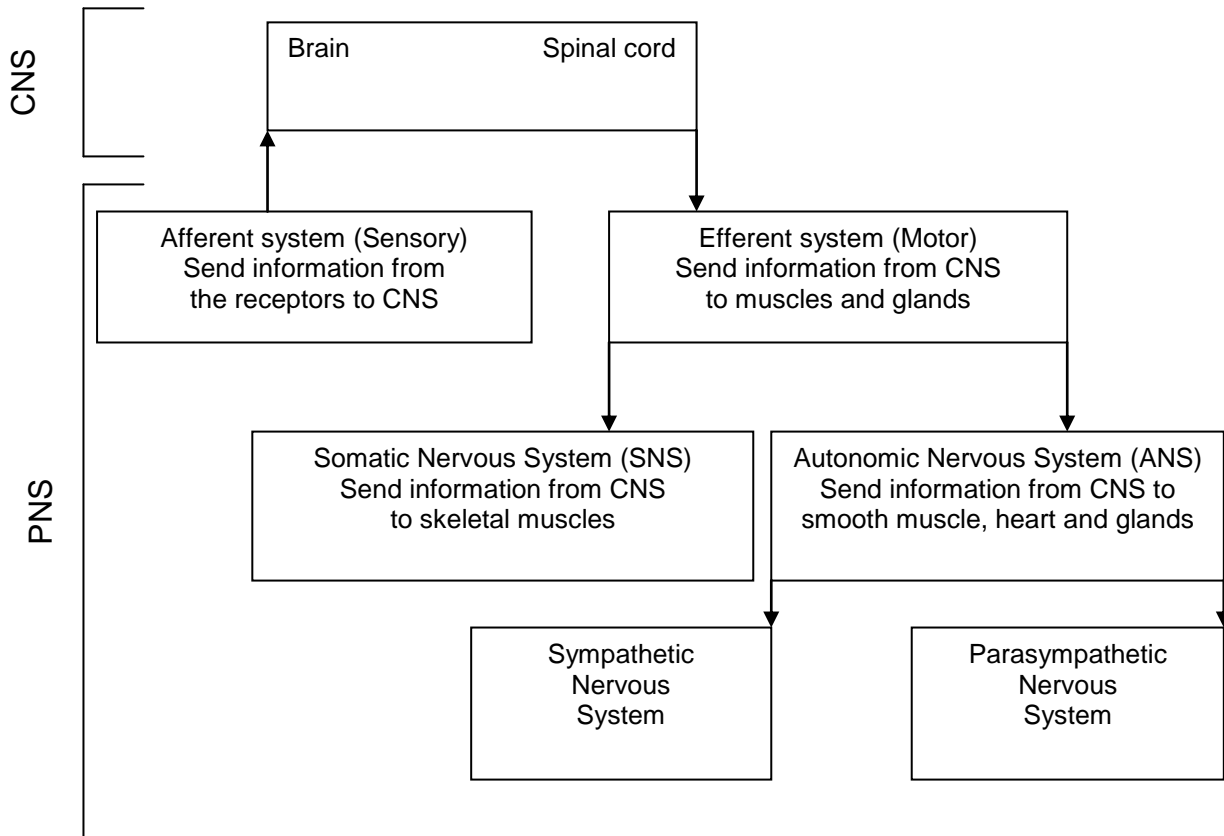 CNS
Brain Spinal cord
PNS
Afferent system (Sensory)
Send information from
the receptors to CNS
Efferent system (Motor)
Send information from CNS
to muscles and glands
Somatic Nervous System (SNS)
Send information from CNS
to skeletal muscles
Autonomic Nervous System (ANS)
Send information from CNS to
smooth muscle, heart and glands
Sympathetic
Nervous
System
Parasympathetic
Nervous
System